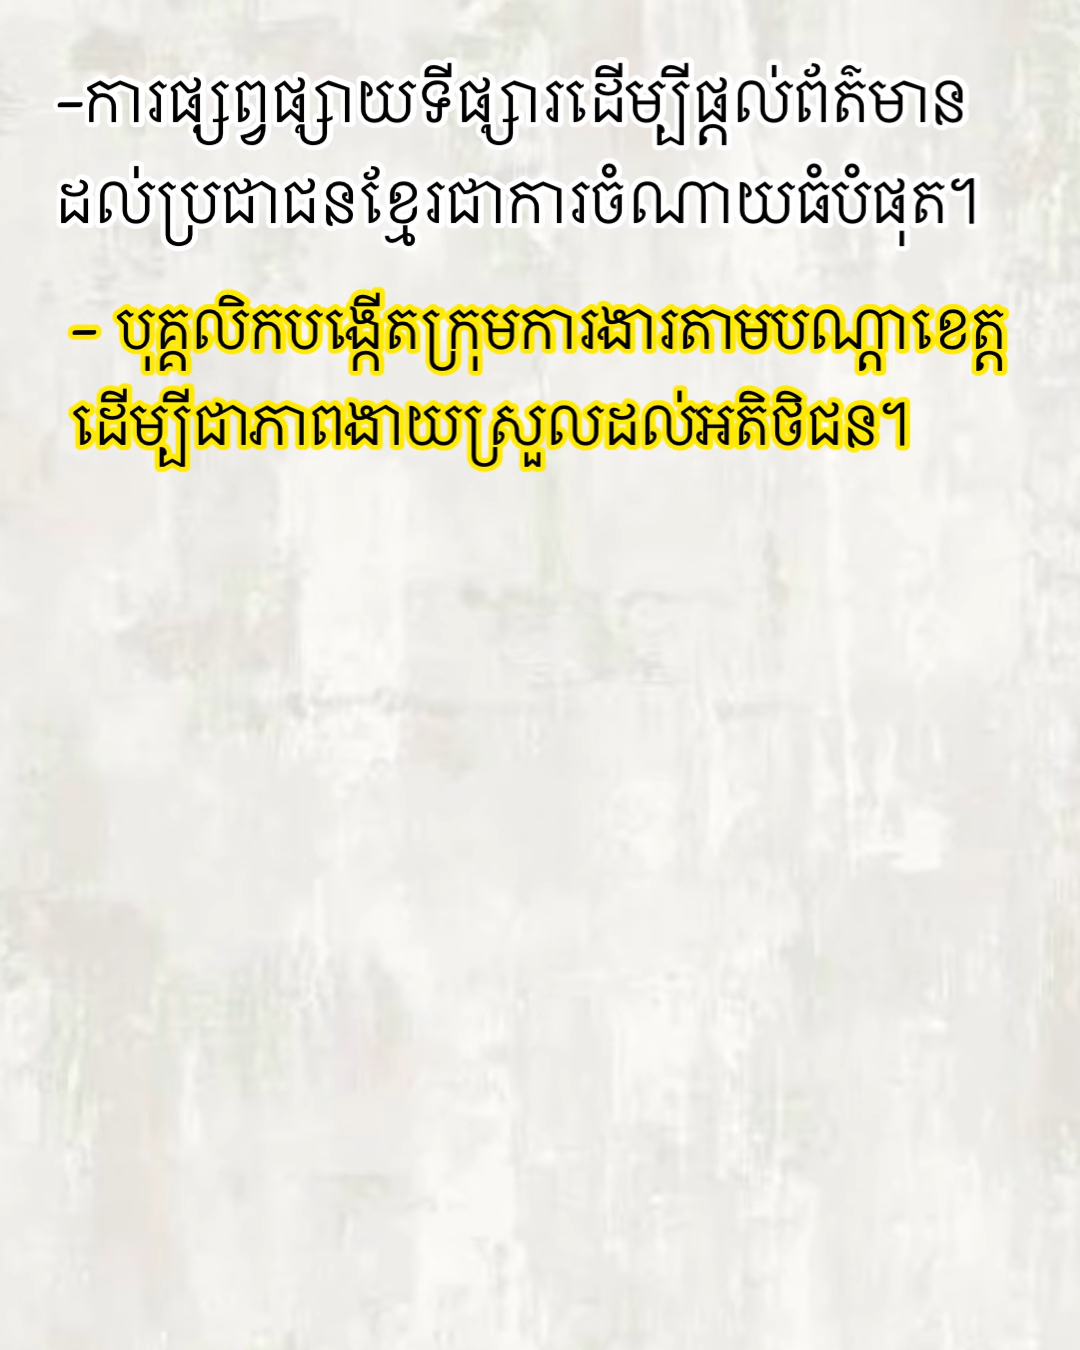 -ការផ្សព្វផ្សាយទីផ្សារដើម្បីផ្តល់ព័ត៌មាន
ដល់ប្រជាជនខ្មែរជាការចំណាយធំបំផុត។
- បុគ្គលិកបង្កើតក្រុមការងារតាមបណ្តាខេត្ត
ដើម្បីជាភាពងាយស្រួលដល់អតិថិជន។